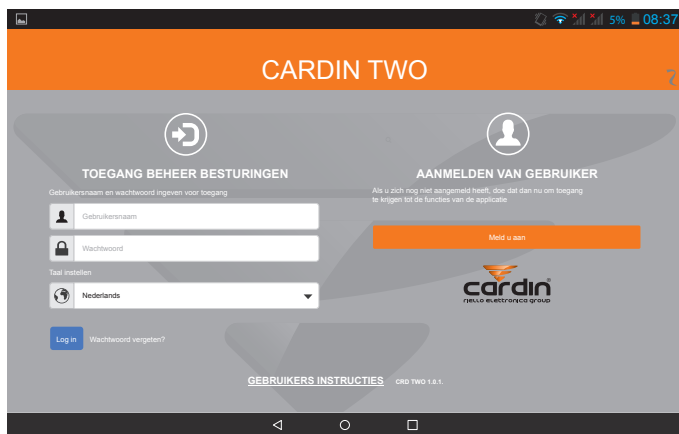 5% 08:37
CARDIN TWO
TOEGANG BEHEER BESTURINGEN
Gebruikersnaam en wachtwoord ingeven voor toegang
Gebruikersnaam
Wachtwoord
Taal instellen
Nederlands
Log in Wachtwoord vergeten?
AANMELDEN VAN GEBRUIKER
Als u zich nog niet aangemeld heeft, doe dat dan nu om toegang
te krijgen tot de functies van de applicatie
Meld u aan
cardin
riello elettronica group
GEBRUIKERS INSTRUCTIES CRD TWO 1.0.1.